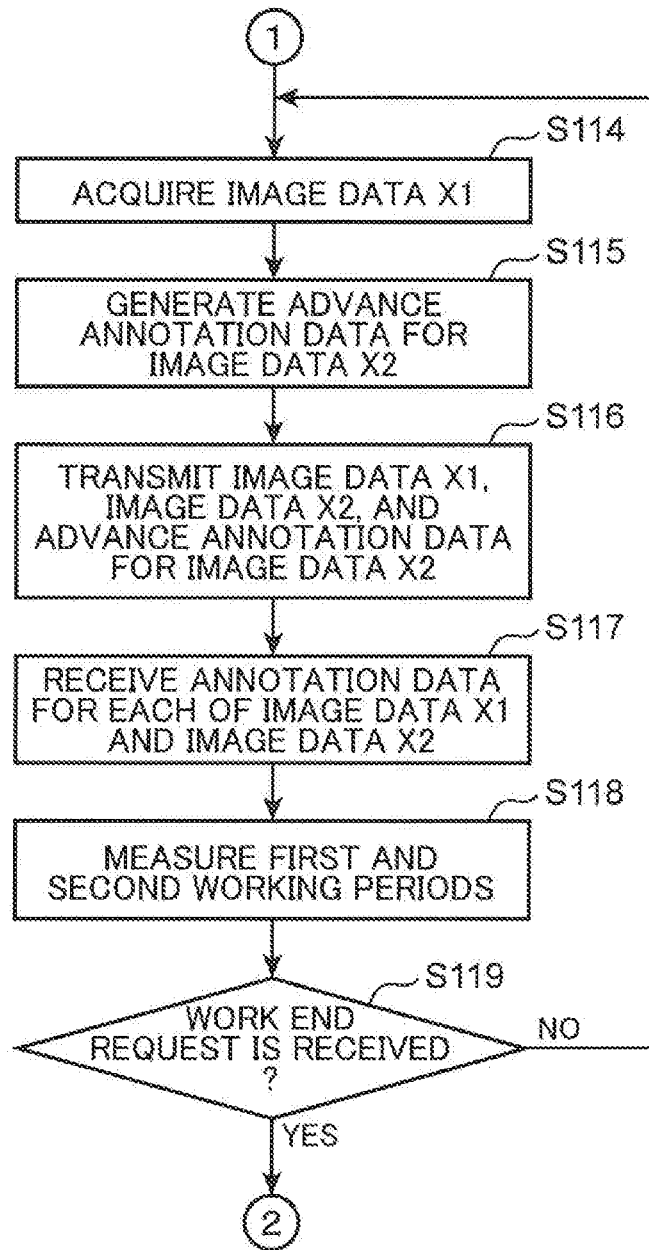 1
S114
ACQUIRE IMAGE DATA X1
S115
GENERATE ADVANCE
ANNOTATION DATA FOR
IMAGE DATA X2
S116
TRANSMIT IMAGE DATA X1,
IMAGE DATA X2, AND
ADVANCE ANNOTATION DATA
FOR IMAGE DATA X2
S117
RECEIVE ANNOTATION DATA
FOR EACH OF IMAGE DATA X1
AND IMAGE DATA X2
S118
MEASURE FIRST AND
SECOND WORKING PERIODS
S119
WORK END
REQUEST IS RECEIVED
?
NO
YES
2